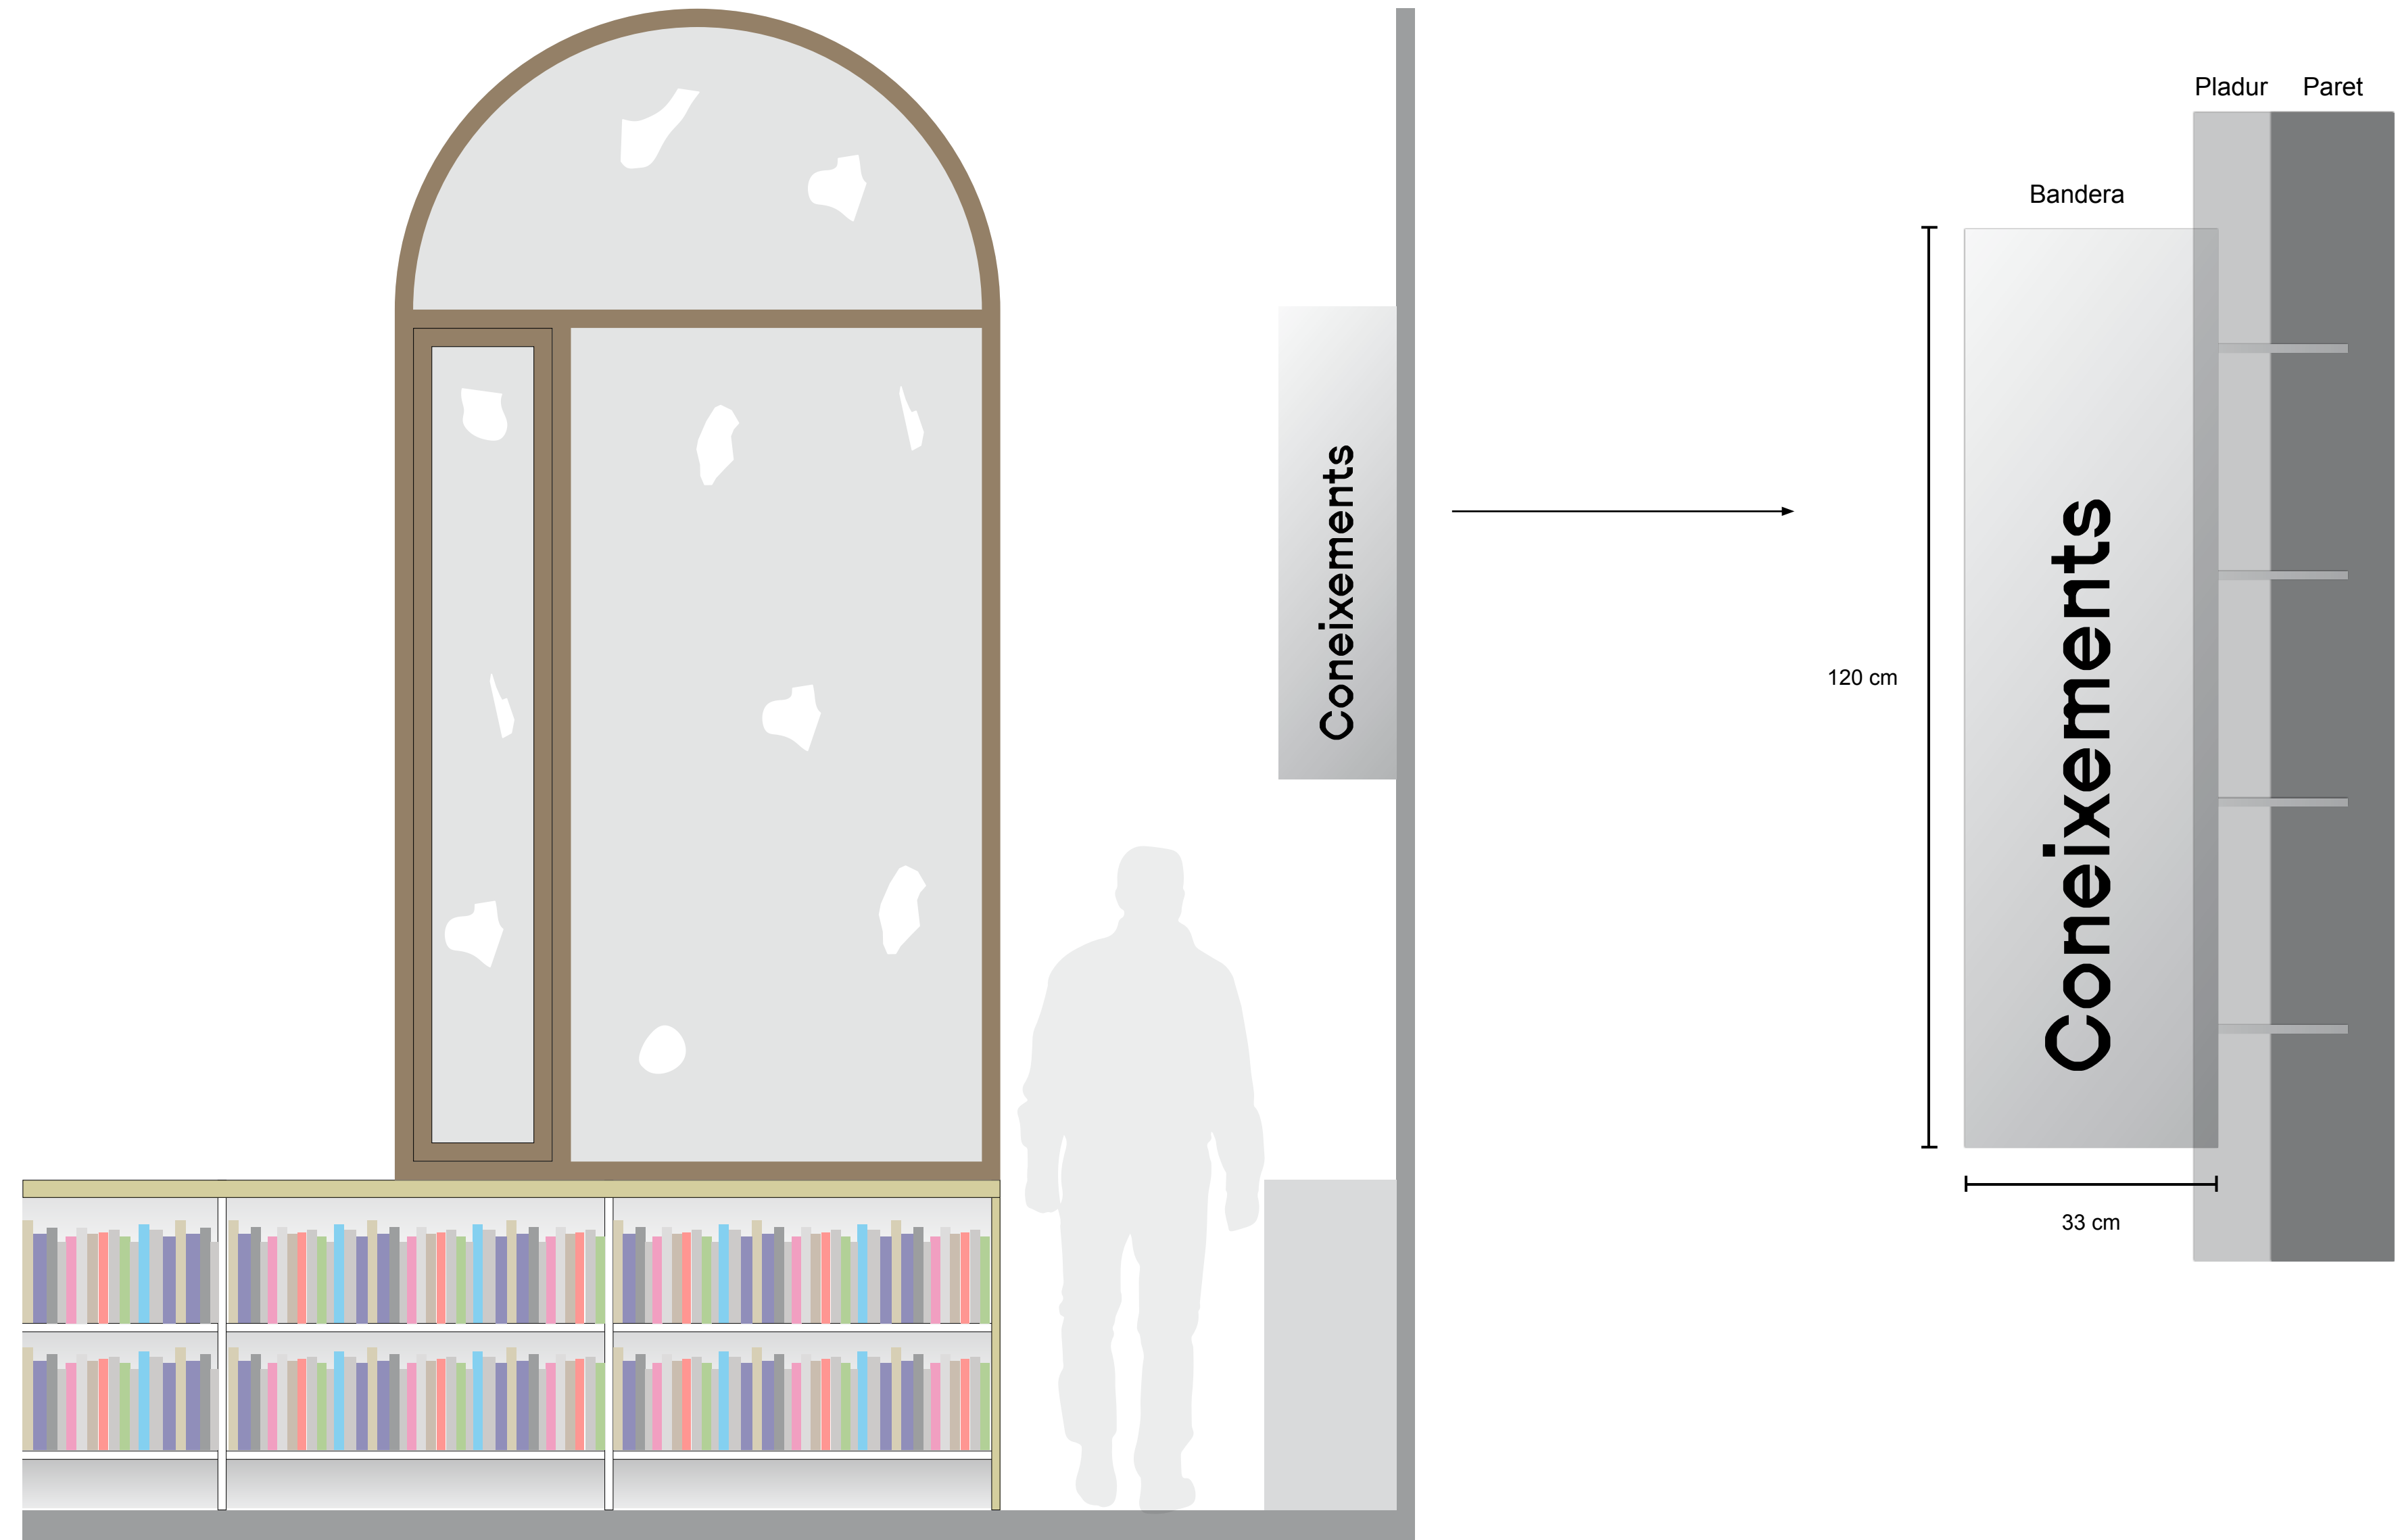 Coneixements
Pladur
Paret
Bandera
120 cm
Coneixements
33 cm